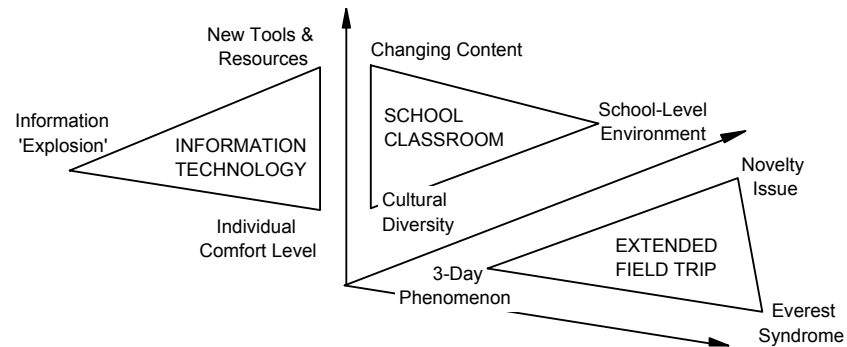 New Tools &
Resources
Changing Content
Information
'Explosion'
INFORMATION
TECHNOLOGY
SCHOOL
CLASSROOM
School-Level
Environment
Individual
Comfort Level
Cultural
Diversity
Novelty
Issue
EXTENDED
FIELD TRIP
3-Day
Phenomenon
Everest
Syndrome